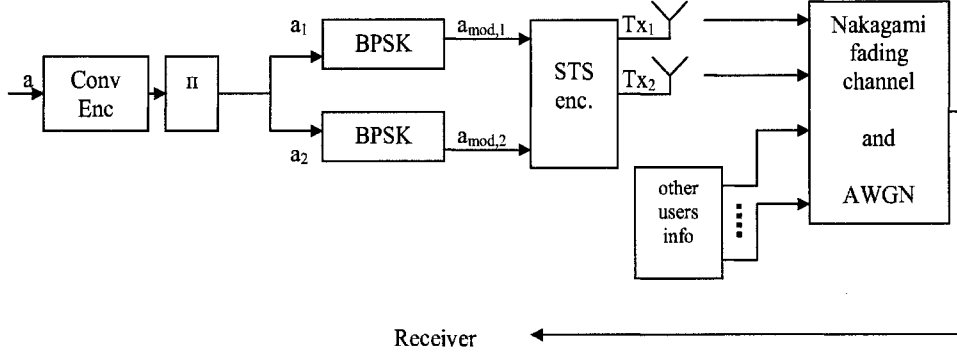 a
Conv
Enc
π
a1
BPSK
amod,1
a2
BPSK
amod,2
STS
enc.
Tx1
Tx2
other
users
info
Nakagami
fading
channel
and
AWGN
Receiver